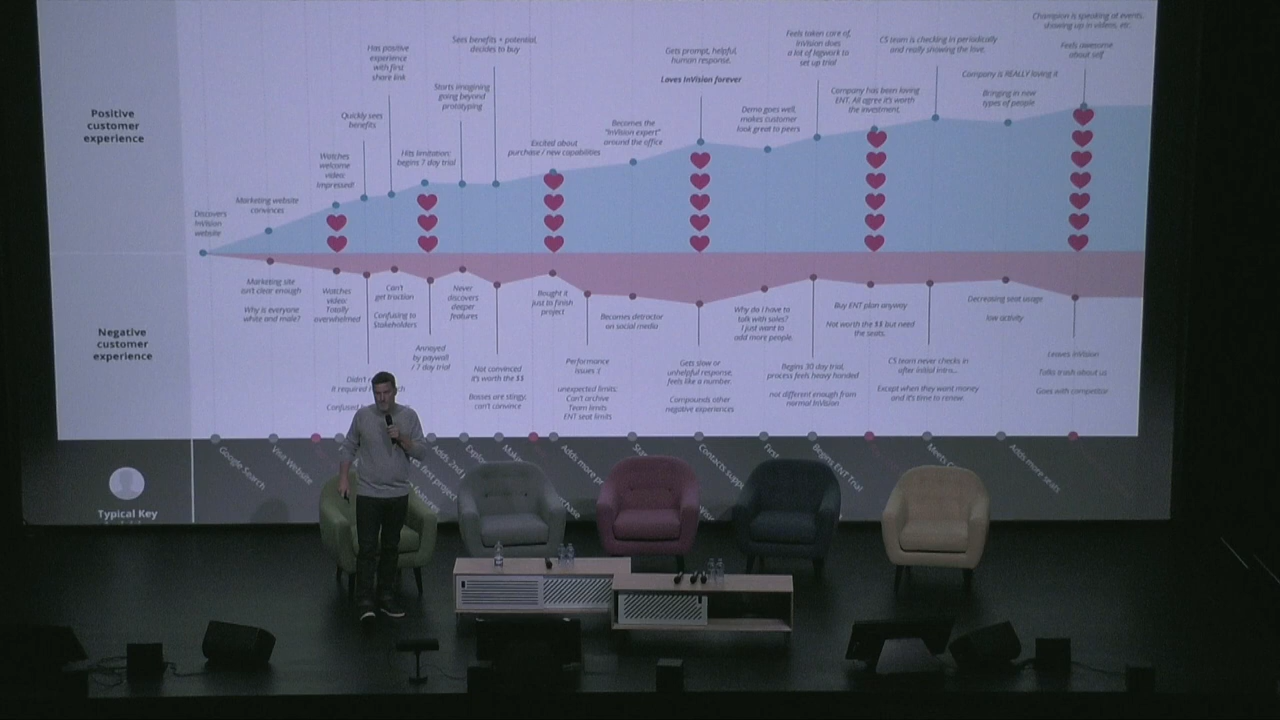 Positive
customer
experience
Discovers
InVision
website
Marketing website
convinces
Watches
welcome
video:
Impressed!
Quickly sees
benefits
Has positive
experience
with first
share link
Hits limitation:
begins 7 day trial
Starts imagining
going beyond
prototyping
Sees benefits + potential,
decides to buy
Excited about
purchase / new capabilities
Becomes the
"InVision expert"
around the office
Gets prompt, helpful,
human response.
Loves InVision forever
Demo goes well,
makes customer
look great to peers
Feels taken care of,
InVision does
a lot of legwork to
set up trial
Company has been loving
ENT. All agree it's worth
the investment.
CS team is checking in periodically
and really showing the love.
Company is REALLY loving it
Bringing in new
types of people
Champion is speaking at events,
showing up in videos, etc.
Feels awesome
about self
Negative
customer
experience
Marketing site
isn't clear enough
Why is everyone
white and male?
Watches
video:
Totally
overwhelmed
Didn't
it required
Confused
Can't
get traction
Confusing to
Stakeholders
Annoyed
by paywall
/ 7 day trial
Never
discovers
deeper
features
Not convinced
it's worth the $$
Bosses are stingy,
can't convince
Bought it
just to finish
project
Performance
issues :(
unexpected limits:
Can't archive
Team limits
ENT seat limits
Becomes detractor
on social media
Gets slow or
unhelpful response,
feels like a number.
Compounds other
negative experiences
Why do I have to
talk with sales?
I just want to
add more people.
Begins 30 day trial,
process feels heavy handed
not different enough from
normal InVision
Buy ENT plan anyway
Not worth the $$ but need
the seats.
CS team never checks in
after initial intro...
Except when they want money
and it's time to renew.
Decreasing seat usage
low activity
Leaves InVision
Talks trash about us
Goes with competitor
Typical Key
Google Search
Visit Website
first project
Adds 2nd
features
Adds more
Contacts
Begins ENT Trial
Meets
Adds more seats